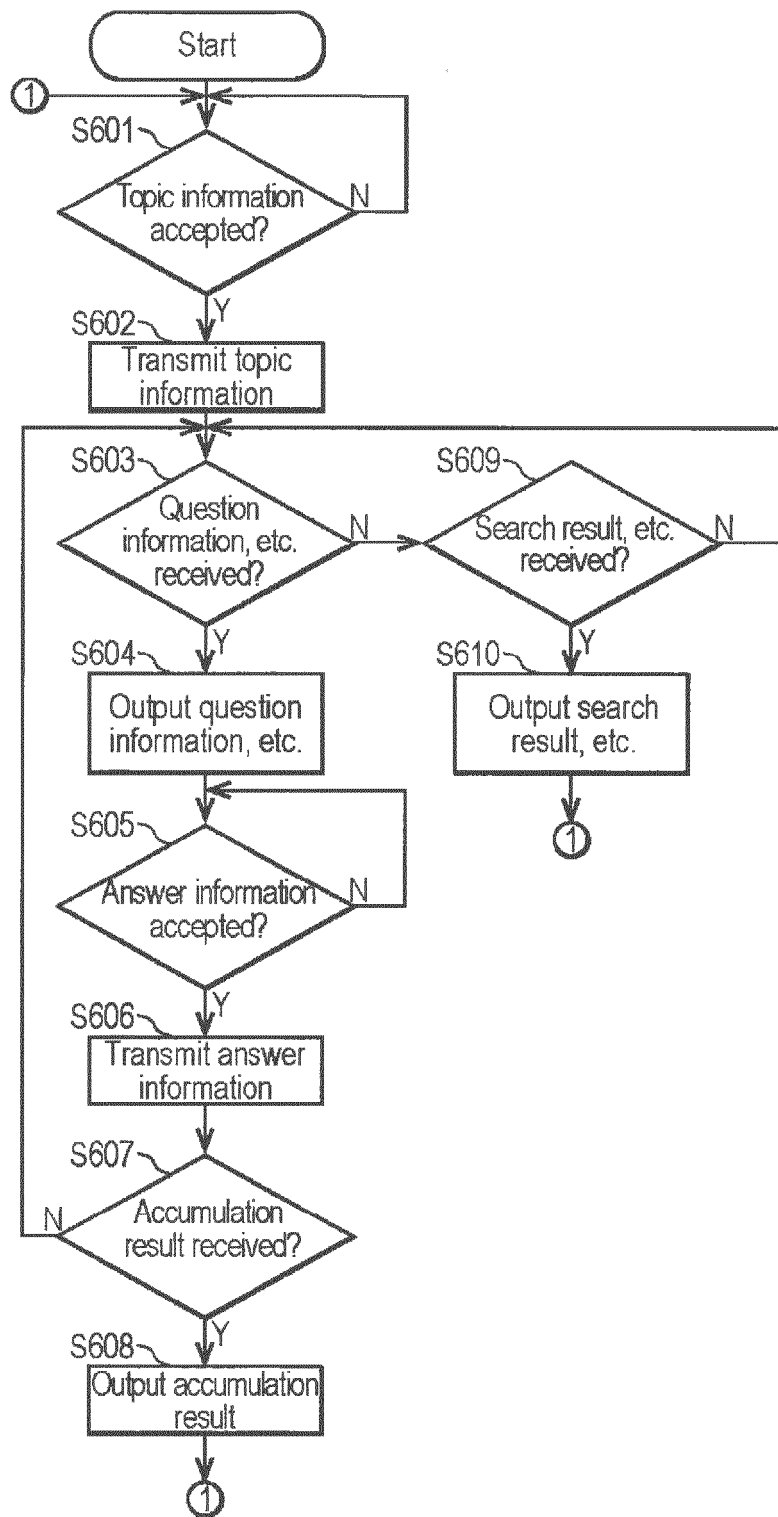 Start
1
S601
Topic information
accepted?
N
Y
S602
Transmit topic
information
S603
Question
information, etc.
received?
N
Y
S609
Search result, etc.
received?
N
Y
S604
Output question
information, etc.
S610
Output search
result, etc.
1
S605
Answer information
accepted?
N
Y
S606
Transmit answer
information
S607
N
Accumulation
result received?
Y
S608
Output accumulation
result
1